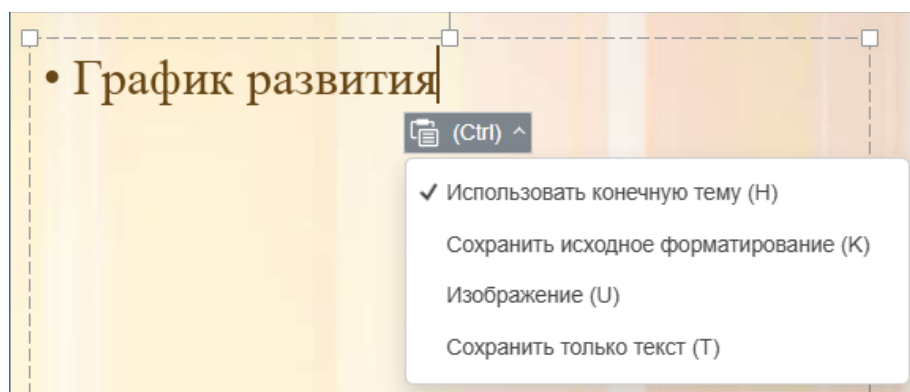 • График развития
(Ctrl)
Использовать конечную тему (H)
Сохранить исходное форматирование (K)
Изображение (U)
Сохранить только текст (T)